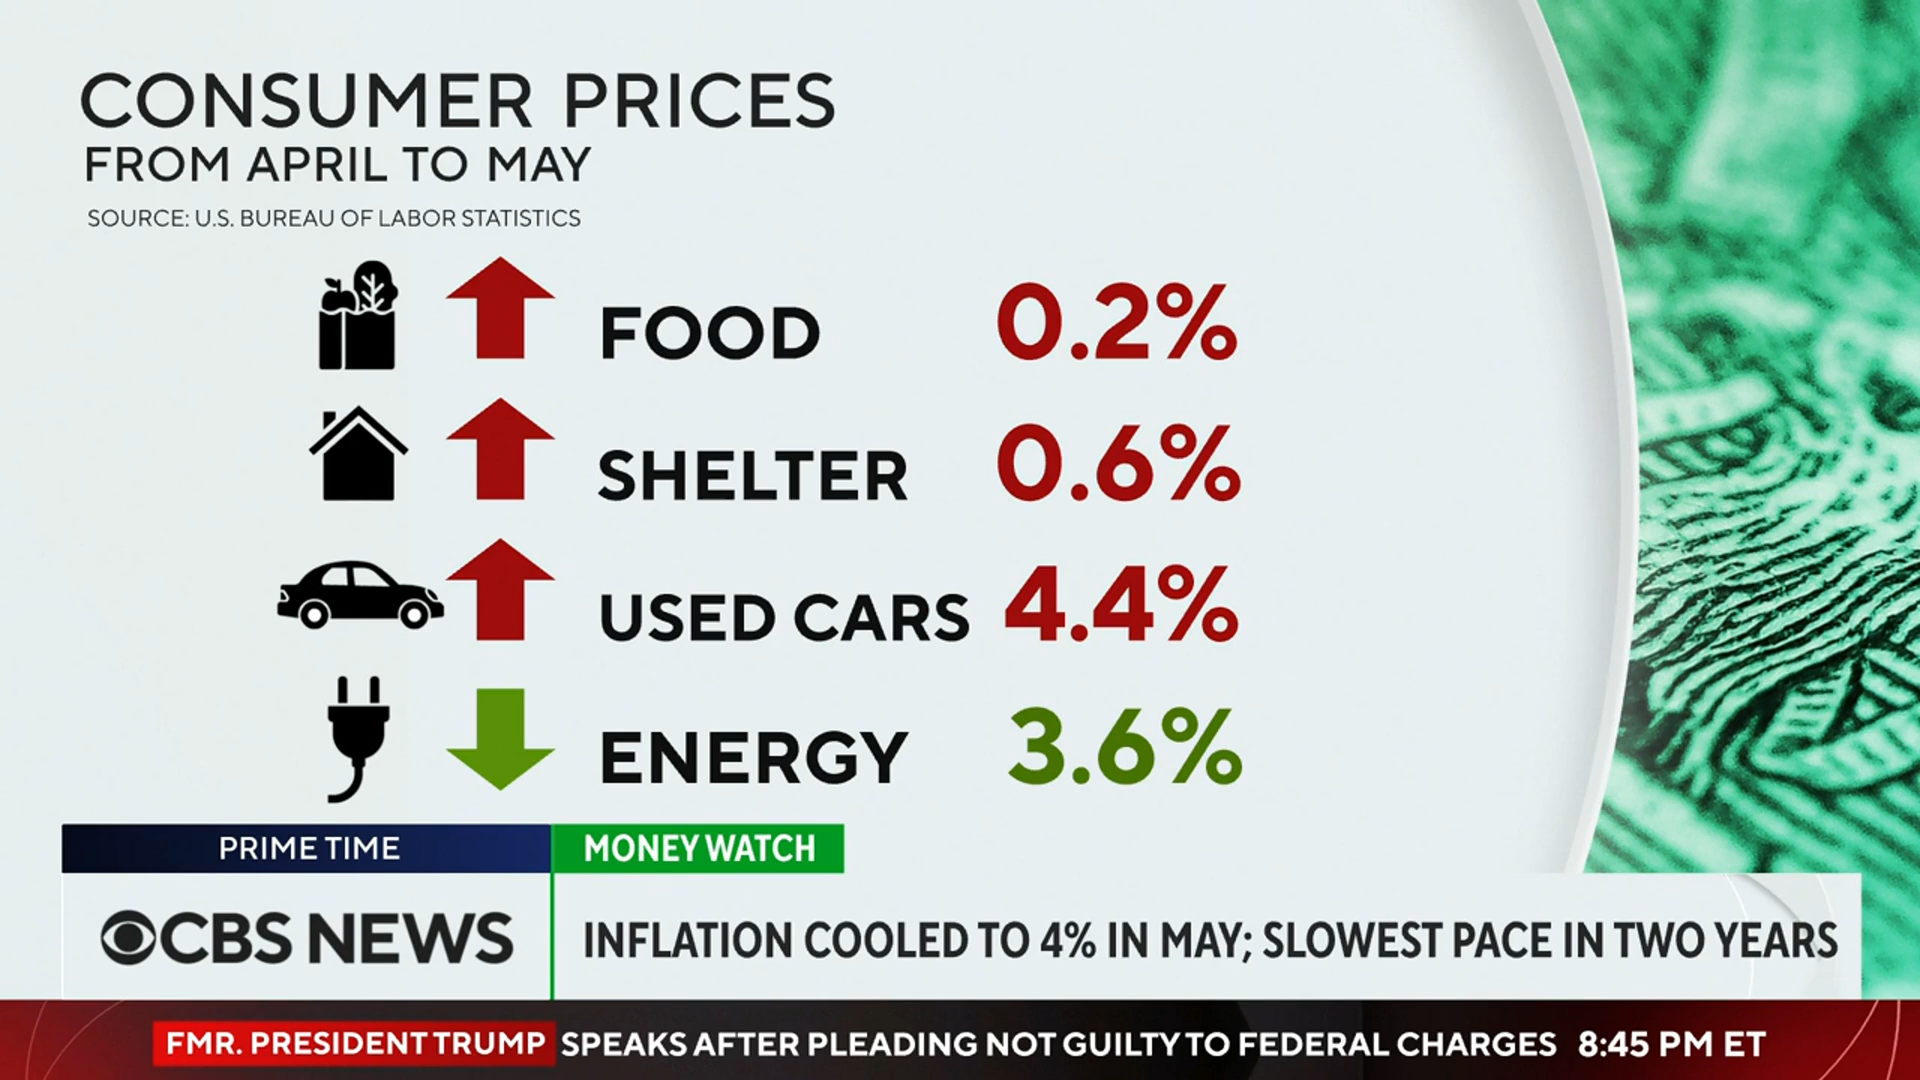 CONSUMER PRICES
FROM APRIL TO MAY
SOURCE: U.S. BUREAU OF LABOR STATISTICS
FOOD 0.2%
SHELTER 0.6%
USED CARS 4.4%
ENERGY 3.6%
PRIME TIME MONEY WATCH
CBS NEWS INFLATION COOLED TO 4% IN MAY; SLOWEST PACE IN TWO YEARS
FMR. PRESIDENT TRUMP SPEAKS AFTER PLEADING NOT GUILTY TO FEDERAL CHARGES 8:45 PM ET